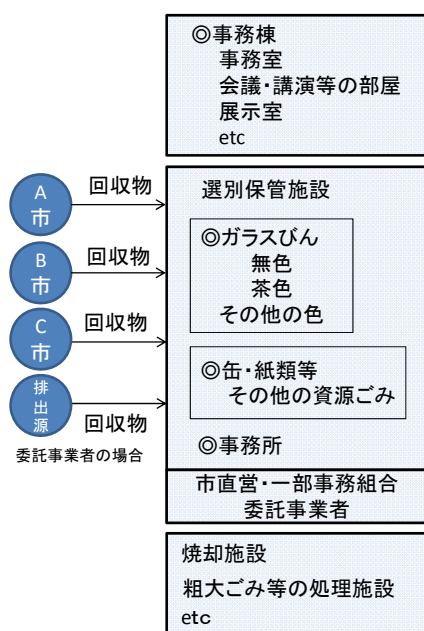 ◎事務棟
事務室
会議・講演等の部屋
展示室
etc
A市
回収物
B市
回収物
C市
回収物
排出源
回収物
委託事業者の場合
選別保管施設
◎ガラスびん
無色
茶色
その他の色
◎缶・紙類等
その他の資源ごみ
◎事務所
市直営・一部事務組合
委託事業者
焼却施設
粗大ごみ等の処理施設
etc